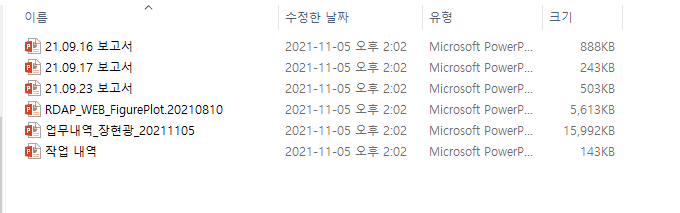 이름 수정한 날짜 유형 크기
21.09.16 보고서 2021-11-05 오후 2:02 Microsoft PowerP... 888KB
21.09.17 보고서 2021-11-05 오후 2:02 Microsoft PowerP... 243KB
21.09.23 보고서 2021-11-05 오후 2:02 Microsoft PowerP... 503KB
RDAP_WEB_FigurePlot.20210810 2021-11-05 오후 2:02 Microsoft PowerP... 5,613KB
업무내역_장현광_20211105 2021-11-05 오후 2:02 Microsoft PowerP... 15,992KB
작업 내역 2021-11-05 오후 2:02 Microsoft PowerP... 143KB